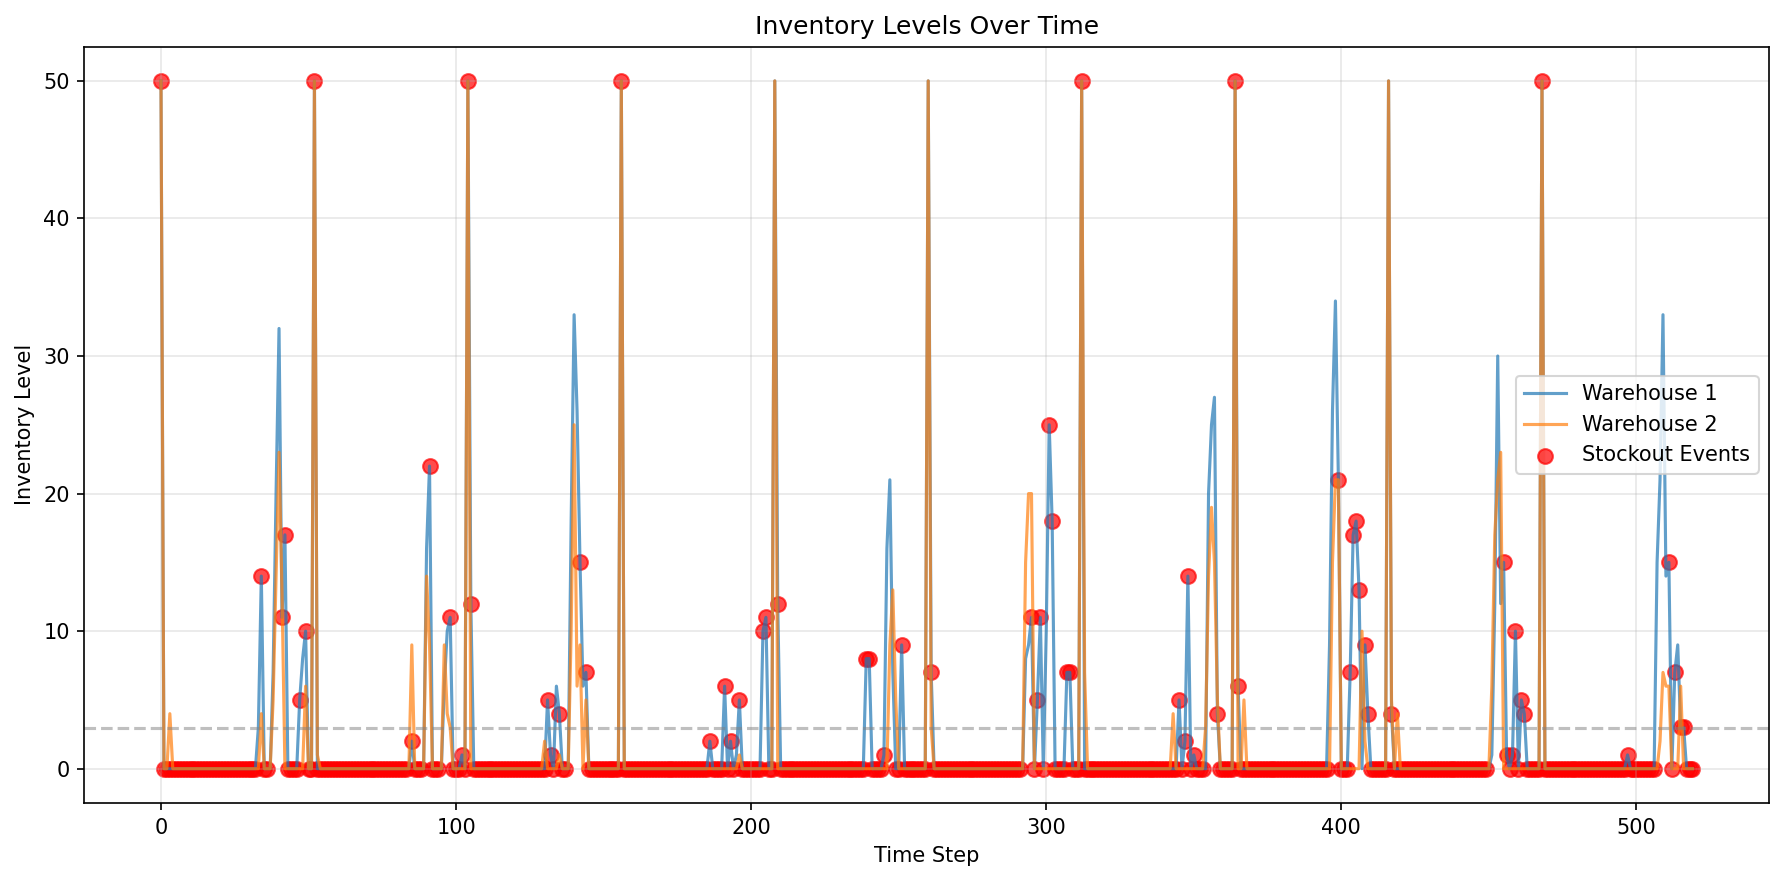 Inventory Levels Over Time
Inventory Level
50
40
30
20
10
0
Warehouse 1
Warehouse 2
Stockout Events
0
100
200
300
400
500
Time Step